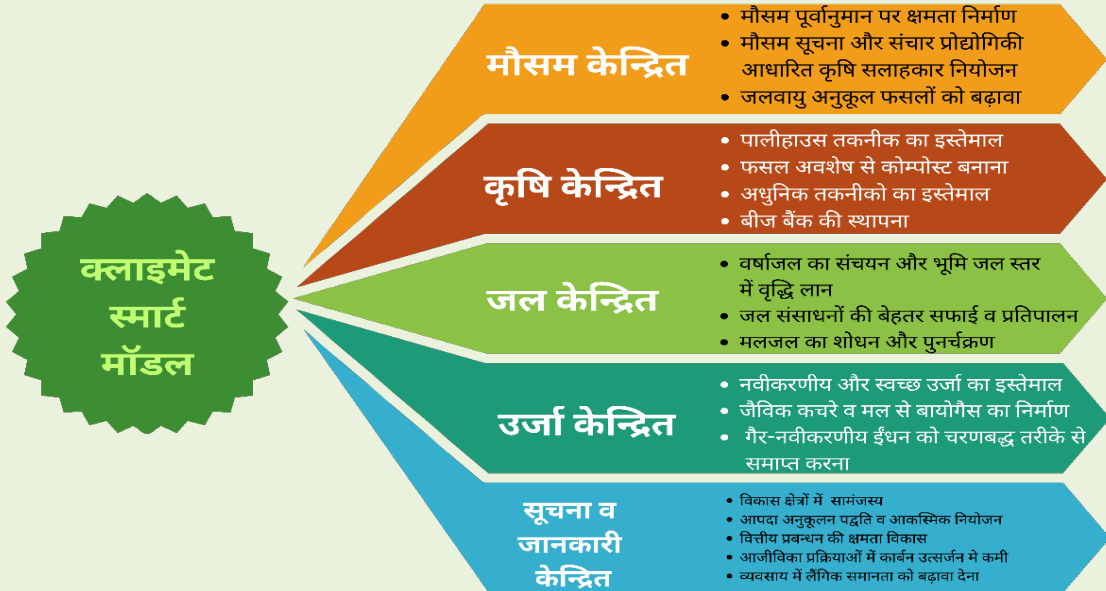 क्लाइमेट
स्मार्ट
मॉडल
मौसम केन्द्रित
• मौसम पूर्वानुमान पर क्षमता निर्माण
• मौसम सूचना और संचार प्रोद्योगिकी
आधारित कृषि सलाहकार नियोजन
• जलवायु अनुकूल फसलों को बढ़ावा
कृषि केन्द्रित
• पालीहाउस तकनीक का इस्तेमाल
• फसल अवशेष से कोम्पोस्ट बनाना
• अधुनिक तकनीको का इस्तेमाल
• बीज बैंक की स्थापना
जल केन्द्रित
• वर्षाजल का संचयन और भूमि जल स्तर
में वृद्धि लान
• जल संसाधनों की बेहतर सफाई व प्रतिपालन
• मलजल का शोधन और पुनर्चक्रण
उर्जा केन्द्रित
• नवीकरणीय और स्वच्छ उर्जा का इस्तेमाल
• जैविक कचरे व मल से बायोगैस का निर्माण
• गैर-नवीकरणीय ईंधन को चरणबद्ध तरीके से
समाप्त करना
सूचना व
जानकारी
केन्द्रित
• विकास क्षेत्रों में सामंजस्य
• आपदा अनुकूलन पद्वति व आकस्मिक नियोजन
• वित्तीय प्रबन्धन की क्षमता विकास
• आजीविका प्रक्रियाओं में कार्बन उत्सर्जन मे कमी
• व्यवसाय में लैंगिक समानता को बढ़ावा देना